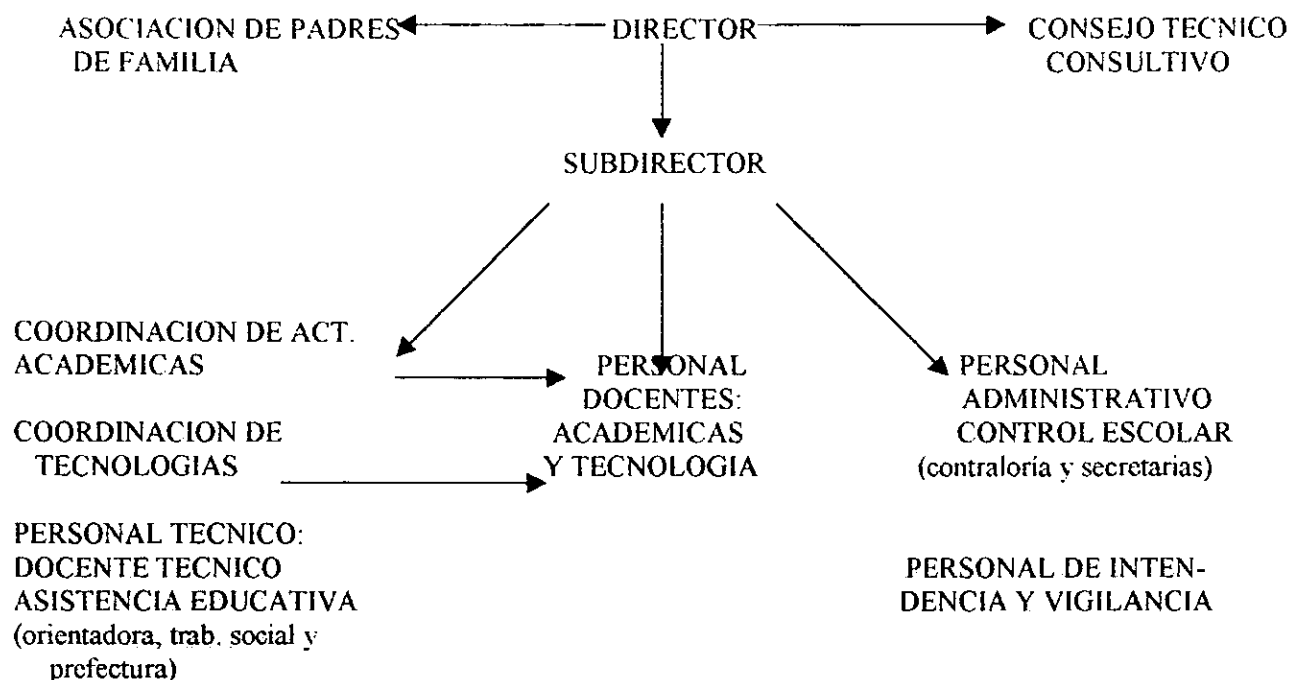 ASOCIACION DE PADRES
DE FAMILIA
DIRECTOR
CONSEJO TECNICO
CONSULTIVO
SUBDIRECTOR
COORDINACION DE ACT.
ACADEMICAS
COORDINACION DE
TECNOLOGIAS
PERSONAL
DOCENTES:
ACADEMICAS
Y TECNOLOGIA
PERSONAL
ADMINISTRATIVO
CONTROL ESCOLAR
(contraloría y secretarias)
PERSONAL TECNICO:
DOCENTE TECNICO
ASISTENCIA EDUCATIVA
(orientadora, trab. social y
prefectura)
PERSONAL DE INTEN-
DENCIA Y VIGILANCIA